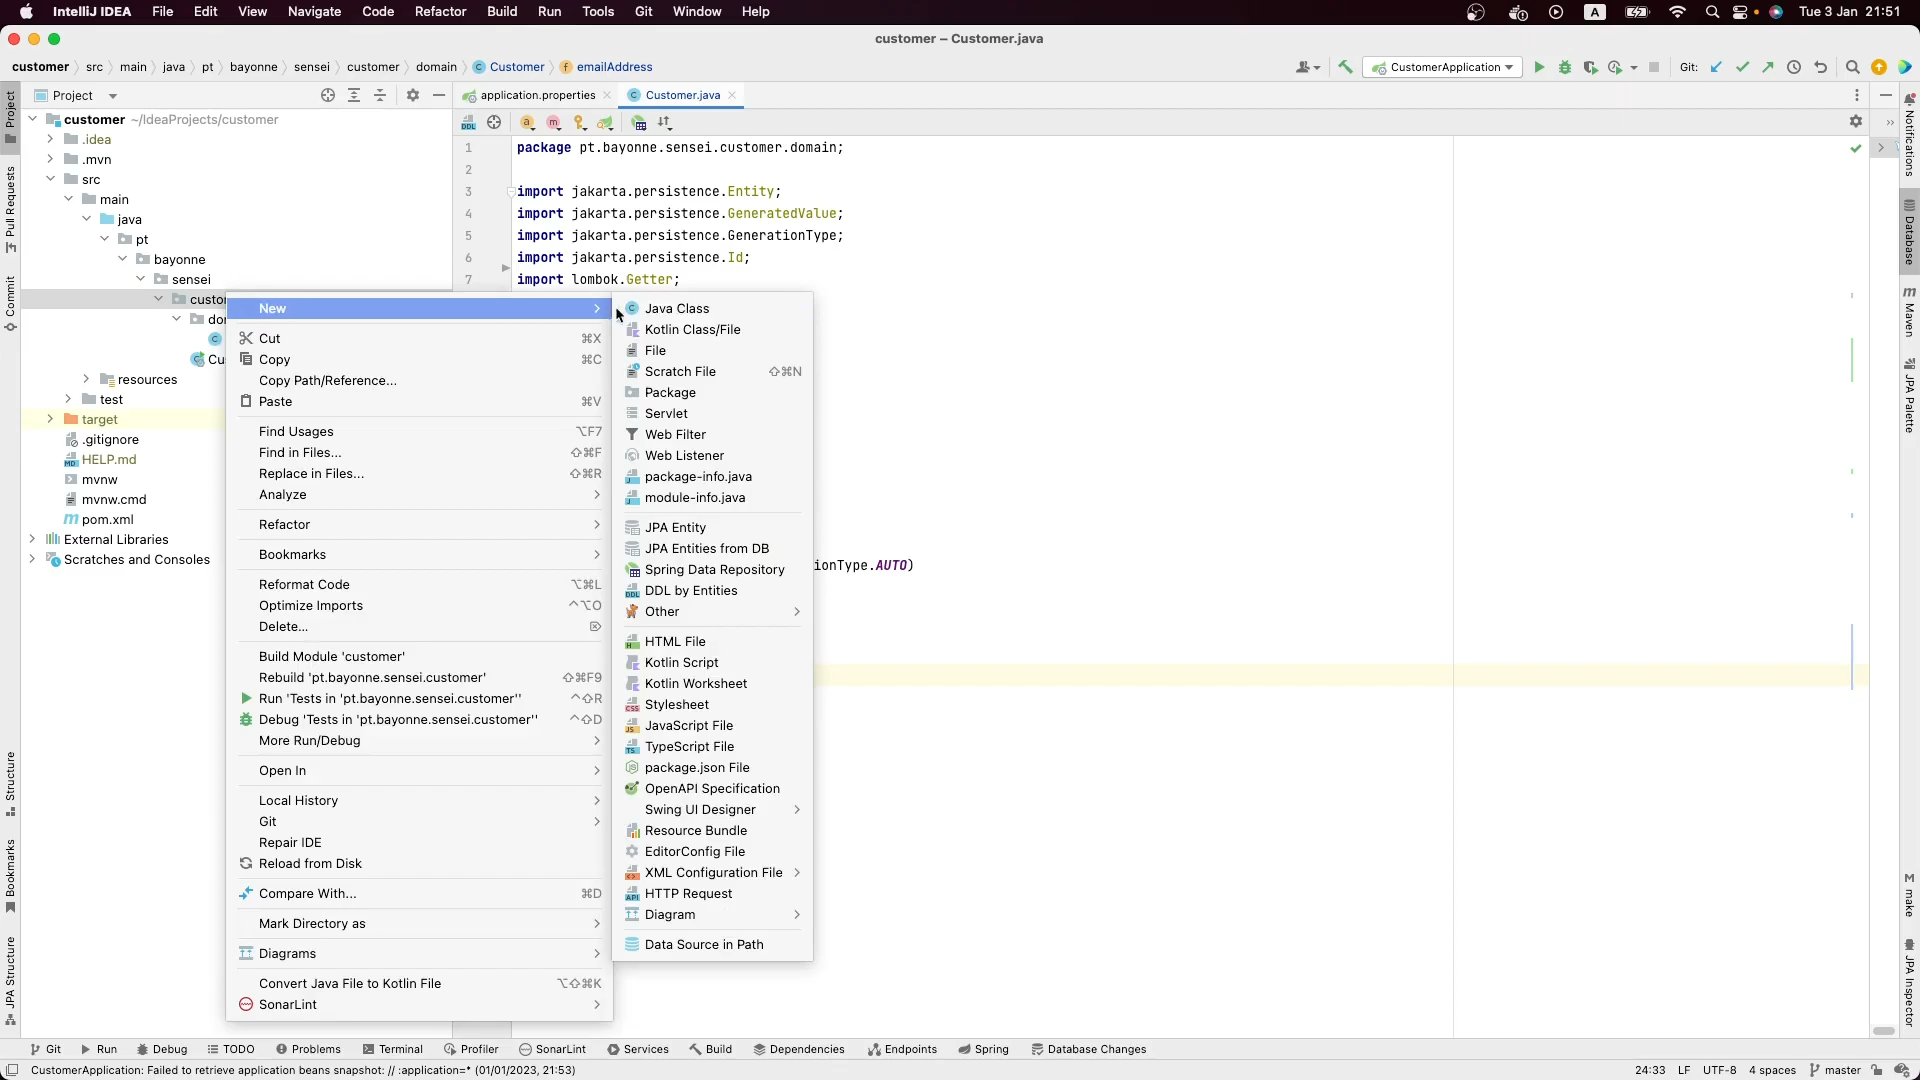 IntelliJ IDEA File Edit View Navigate Code Refactor Build Run Tools Git Window Help A Tue 3 Jan 21:51
customer – Customer.java
customer src main java pt bayonne sensei customer domain Customer emailAddress CustomerApplication Git:
Project application.properties Customer.java
customer ~/IdeaProjects/customer
.idea
.mvn
src
main
java
pt
bayonne
sensei
custo
do
Cu
resources
test
target
.gitignore
HELP.md
mvnw
mvnw.cmd
pom.xml
External Libraries
Scratches and Consoles
1 package pt.bayonne.sensei.customer.domain;
2
3 import jakarta.persistence.Entity;
4 import jakarta.persistence.GeneratedValue;
5 import jakarta.persistence.GenerationType;
6 import jakarta.persistence.Id;
7 import lombok.Getter;
ionType.AUTO)
New
Cut ⌘X
Copy ⌘C
Copy Path/Reference...
Paste ⌘V
Find Usages ⌥F7
Find in Files... ⇧⌘F
Replace in Files... ⇧⌘R
Analyze
Refactor
Bookmarks
Reformat Code ⌥⌘L
Optimize Imports ^⌥O
Delete... ⌦
Build Module 'customer'
Rebuild 'pt.bayonne.sensei.customer' ⇧⌘F9
Run 'Tests in 'pt.bayonne.sensei.customer'' ^⇧R
Debug 'Tests in 'pt.bayonne.sensei.customer'' ^⇧D
More Run/Debug
Open In
Local History
Git
Repair IDE
Reload from Disk
Compare With... ⌘D
Mark Directory as
Diagrams
Convert Java File to Kotlin File ⌥⇧⌘K
SonarLint
Java Class
Kotlin Class/File
File
Scratch File ⇧⌘N
Package
Servlet
Web Filter
Web Listener
package-info.java
module-info.java
JPA Entity
JPA Entities from DB
Spring Data Repository
DDL by Entities
Other
HTML File
Kotlin Script
Kotlin Worksheet
Stylesheet
JavaScript File
TypeScript File
package.json File
OpenAPI Specification
Swing UI Designer
Resource Bundle
EditorConfig File
XML Configuration File
HTTP Request
Diagram
Data Source in Path
Project
Pull Requests
Commit
Structure
Bookmarks
JPA Structure
Notifications
Database
Maven
JPA Palette
make
JPA Inspector
Git Run Debug TODO Problems Terminal Profiler SonarLint Services Build Dependencies Endpoints Spring Database Changes
CustomerApplication: Failed to retrieve application beans snapshot: // :application=* (01/01/2023, 21:53) 24:33 LF UTF-8 4 spaces master